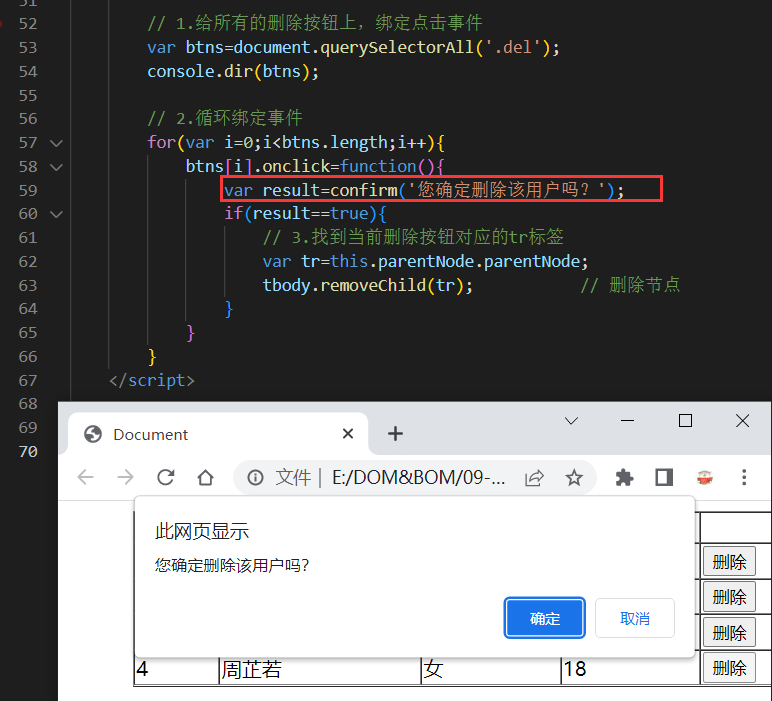 51
52 // 1.给所有的删除按钮上，绑定点击事件
53 var btns=document.querySelectorAll('.del');
54 console.dir(btns);
55
56 // 2.循环绑定事件
57 for(var i=0;i<btns.length;i++){
58 btns[i].onclick=function(){
59 var result=confirm('您确定删除该用户吗？');
60 if(result==true){
61 // 3.找到当前删除按钮对应的tr标签
62 var tr=this.parentNode.parentNode;
63 tbody.removeChild(tr); // 删除节点
64 }
65 }
66 }
67 </script>
68
69
70
Document
文件 | E:/DOM&BOM/09-...
此网页显示
您确定删除该用户吗？
确定 取消
删除
删除
删除
4 周芷若 女 18 删除